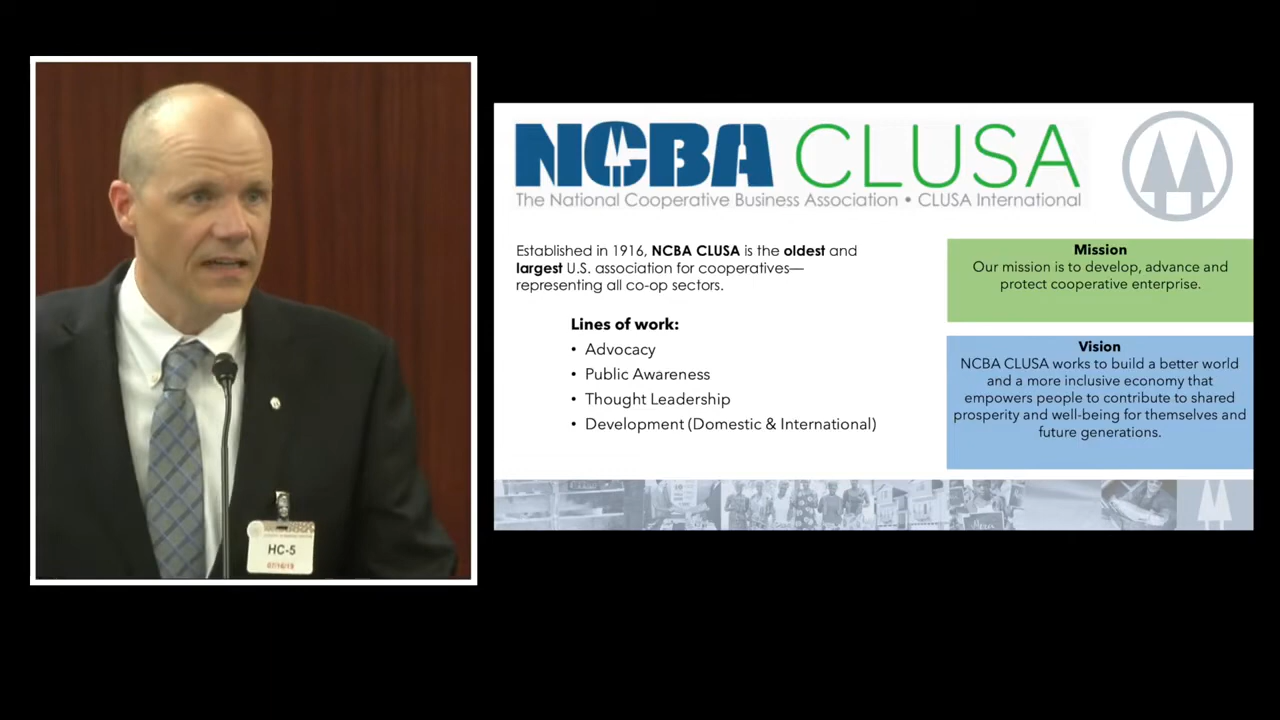 NCBA CLUSA
The National Cooperative Business Association • CLUSA International
Established in 1916, NCBA CLUSA is the oldest and
largest U.S. association for cooperatives—
representing all co-op sectors.
Lines of work:
• Advocacy
• Public Awareness
• Thought Leadership
• Development (Domestic & International)
Mission
Our mission is to develop, advance and
protect cooperative enterprise.
Vision
NCBA CLUSA works to build a better world
and a more inclusive economy that
empowers people to contribute to shared
prosperity and well-being for themselves and
future generations.
HC-5